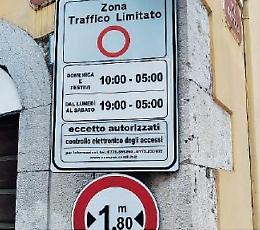 Zona
Traffico Limitato
DOMENICA
E
FESTIVI
10:00 - 05:00
DAL LUNEDÌ
AL SABATO
19:00 - 05:00
eccetto autorizzati
controllo elettronico degli accessi
m
1,80